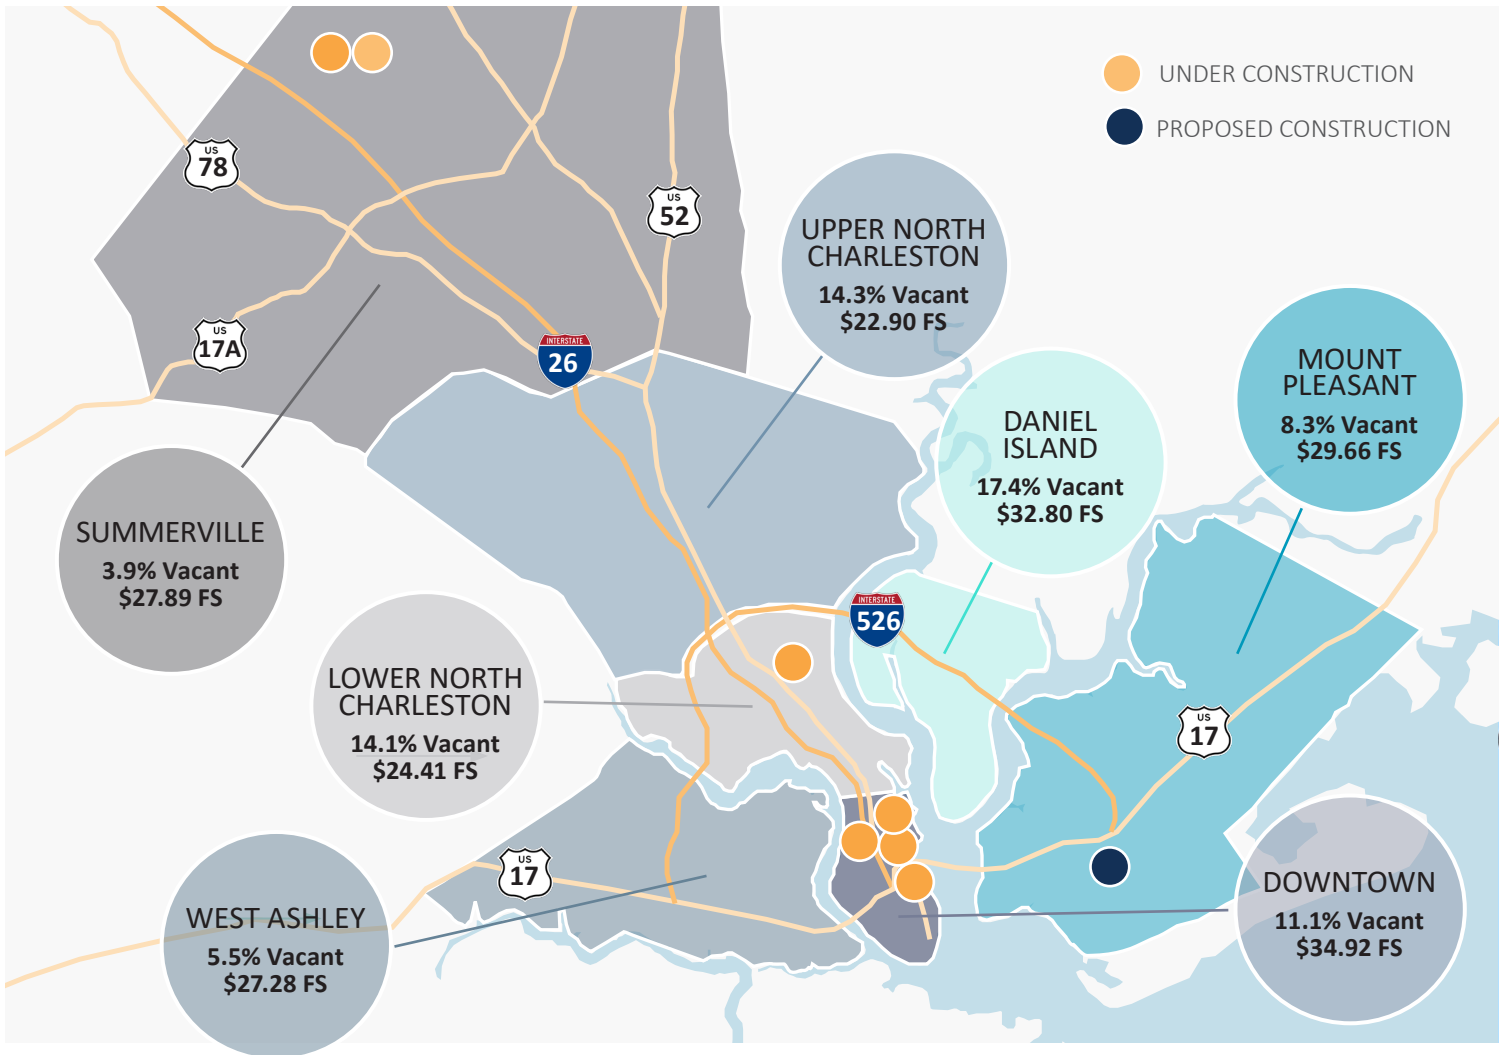 UNDER CONSTRUCTION
PROPOSED CONSTRUCTION
US
78
US
52
US
17A
INTERSTATE
26
UPPER NORTH
CHARLESTON
14.3% Vacant
$22.90 FS
MOUNT
PLEASANT
8.3% Vacant
$29.66 FS
DANIEL
ISLAND
17.4% Vacant
$32.80 FS
SUMMERVILLE
3.9% Vacant
$27.89 FS
INTERSTATE
526
LOWER NORTH
CHARLESTON
14.1% Vacant
$24.41 FS
US
17
US
17
WEST ASHLEY
5.5% Vacant
$27.28 FS
DOWNTOWN
11.1% Vacant
$34.92 FS